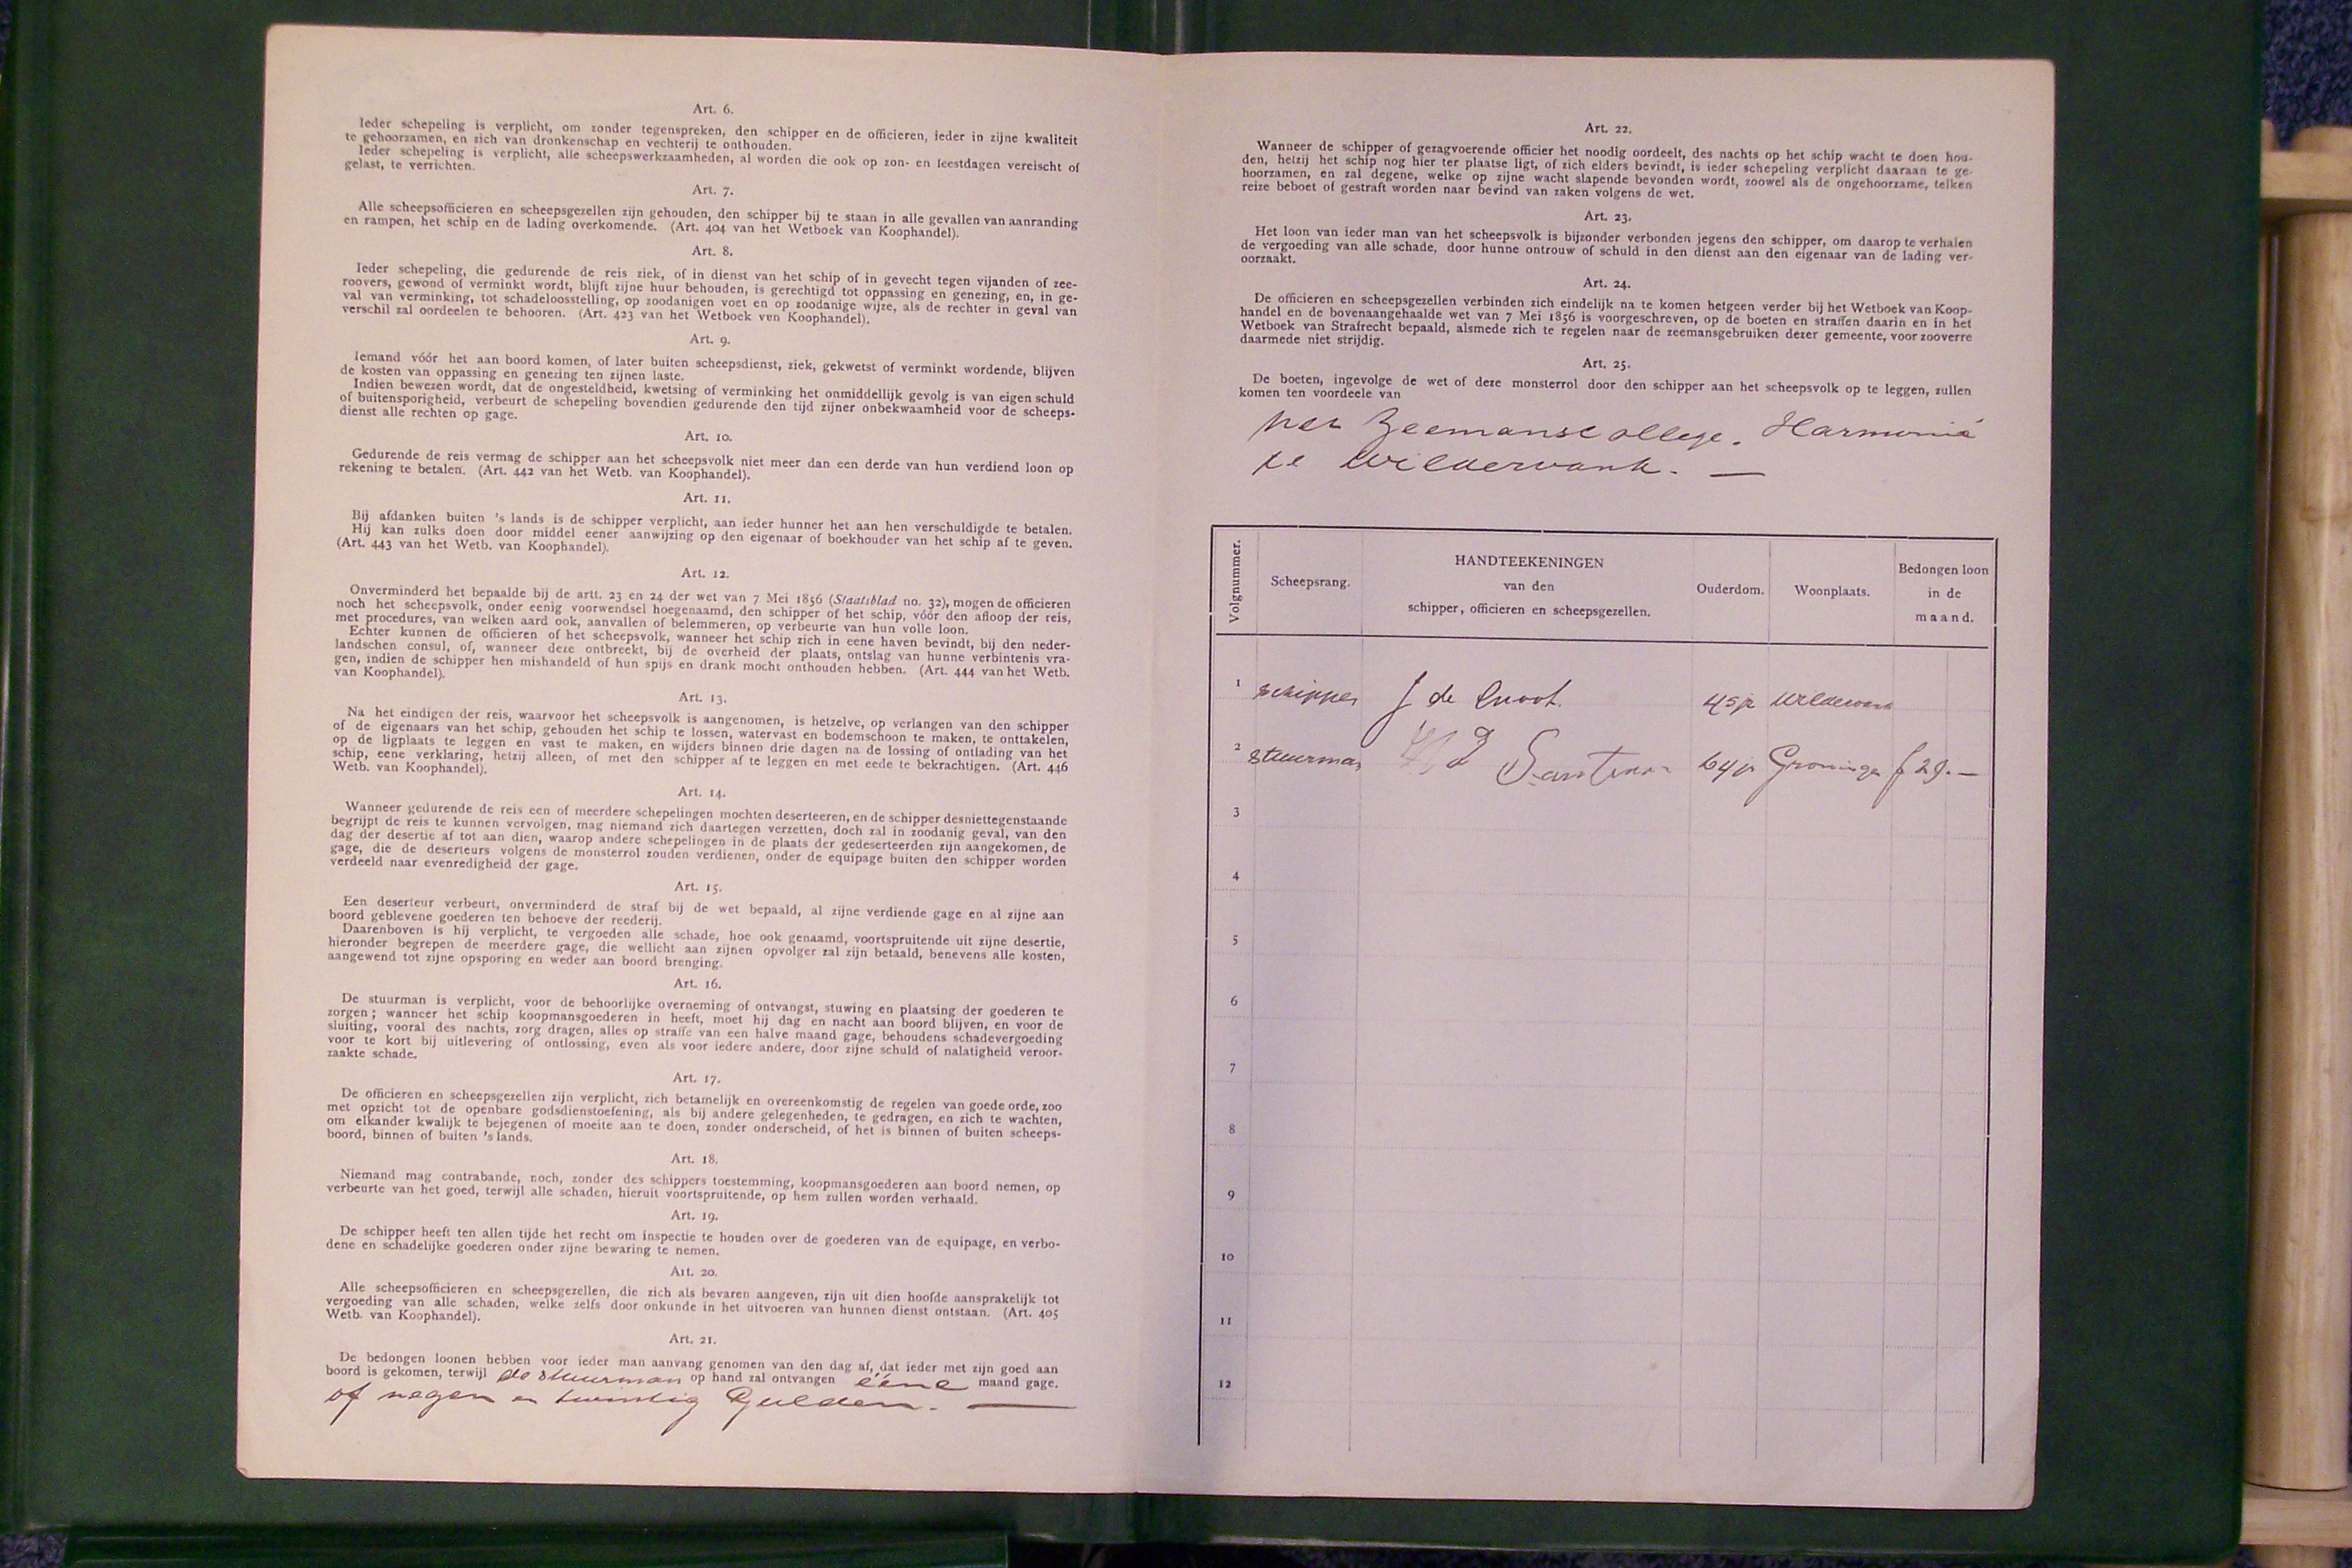 Art. 6.
Ieder schepeling is verplicht, om zonder tegenspreken, den schipper en de officieren, ieder in zijne kwaliteit
te gehoorzamen, en zich van dronkenschap en vechterij te onthouden.
Ieder schepeling is verplicht, alle scheepswerkzaamheden, al worden die ook op zon- en feestdagen vereischt of
gelast, te verrichten.
Art. 7.
Alle scheepsofficieren en scheepsgezellen zijn gehouden, den schipper bij te staan in alle gevallen van aanranding
en rampen, het schip en de lading overkomende. (Art. 404 van het Wetboek van Koophandel).
Art. 8.
Ieder schepeling, die gedurende de reis ziek, of in dienst van het schip of in gevecht tegen vijanden of zee-
roovers, gewond of verminkt wordt, blijft zijne huur behouden, is gerechtigd tot oppassing en genezing, en, in ge-
val van verminking, tot schadeloosstelling, op zoodanigen voet en op zoodanige wijze, als de rechter in geval van
verschil zal oordeelen te behooren. (Art. 423 van het Wetboek ven Koophandel).
Art. 9.
Iemand vóór het aan boord komen, of later buiten scheepsdienst, ziek, gekwetst of verminkt wordende, blijven
de kosten van oppassing en genezing ten zijnen laste.
Indien bewezen wordt, dat de ongesteldheid, kwetsing of verminking het onmiddellijk gevolg is van eigen schuld
of buitensporigheid, verbeurt de schepeling bovendien gedurende den tijd zijner onbekwaamheid voor de scheeps-
dienst alle rechten op gage.
Art. 10.
Gedurende de reis vermag de schipper aan het scheepsvolk niet meer dan een derde van hun verdiend loon op
rekening te betalen. (Art. 442 van het Wetb. van Koophandel).
Art. 11.
Bij afdanken buiten 's lands is de schipper verplicht, aan ieder hunner het aan hen verschuldigde te betalen.
Hij kan zulks doen door middel eener aanwijzing op den eigenaar of boekhouder van het schip af te geven.
(Art. 443 van het Wetb. van Koophandel).
Art. 12.
Onverminderd het bepaalde bij de artt. 23 en 24 der wet van 7 Mei 1856 (Staatsblad no. 32), mogen de officieren
noch het scheepsvolk, onder eenig voorwendsel hoegenaamd, den schipper of het schip, vóór den afloop der reis,
met procedures, van welken aard ook, aanvallen of belemmeren, op verbeurte van hun volle loon.
Echter kunnen de officieren of het scheepsvolk, wanneer het schip zich in eene haven bevindt, bij den neder-
landschen consul, of, wanneer deze ontbreekt, bij de overheid der plaats, ontslag van hunne verbintenis vra-
gen, indien de schipper hen mishandeld of hun spijs en drank mocht onthouden hebben. (Art. 444 van het Wetb.
van Koophandel).
Art. 13.
Na het eindigen der reis, waarvoor het scheepsvolk is aangenomen, is hetzelve, op verlangen van den schipper
of de eigenaars van het schip, gehouden het schip te lossen, watervast en bodemschoon te maken, te onttakelen,
op de ligplaats te leggen en vast te maken, en wijders binnen drie dagen na de lossing of ontlading van het
schip, eene verklaring, hetzij alleen, of met den schipper af te leggen en met eede te bekrachtigen. (Art. 446
Wetb. van Koophandel).
Art. 14.
Wanneer gedurende de reis een of meerdere schepelingen mochten deserteeren, en de schipper desniettegenstaande
begrijpt de reis te kunnen vervolgen, mag niemand zich daartegen verzetten, doch zal in zoodanig geval, van den
dag der desertie af tot aan dien, waarop andere schepelingen in de plaats der gedeserteerden zijn aangekomen, de
gage, die de deserteurs volgens de monsterrol zouden verdienen, onder de equipage buiten den schipper worden
verdeeld naar evenredigheid der gage.
Art. 15.
Een deserteur verbeurt, onverminderd de straf bij de wet bepaald, al zijne verdiende gage en al zijne aan
boord geblevene goederen ten behoeve der reederij.
Daarenboven is hij verplicht, te vergoeden alle schade, hoe ook genaamd, voortspruitende uit zijne desertie,
hieronder begrepen de meerdere gage, die wellicht aan zijnen opvolger zal zijn betaald, benevens alle kosten,
aangewend tot zijne opsporing en weder aan boord brenging.
Art. 16.
De stuurman is verplicht, voor de behoorlijke overneming of ontvangst, stuwing en plaatsing der goederen te
zorgen; wanneer het schip koopmansgoederen in heeft, moet hij dag en nacht aan boord blijven, en voor de
sluiting, vooral des nachts, zorg dragen, alles op straffe van een halve maand gage, behoudens schadevergoeding
voor te kort bij uitlevering of ontlossing, even als voor iedere andere, door zijne schuld of nalatigheid veroor-
zaakte schade.
Art. 17.
De officieren en scheepsgezellen zijn verplicht, zich betamelijk en overeenkomstig de regelen van goede orde, zoo
met opzicht tot de openbare godsdienstoefening, als bij andere gelegenheden, te gedragen, en zich te wachten,
om elkander kwalijk te bejegenen of moeite aan te doen, zonder onderscheid, of het is binnen of buiten scheeps-
boord, binnen of buiten 's lands.
Art. 18.
Niemand mag contrabande, noch, zonder des schippers toestemming, koopmansgoederen aan boord nemen, op
verbeurte van het goed, terwijl alle schaden, hieruit voortspruitende, op hem zullen worden verhaald.
Art. 19.
De schipper heeft ten allen tijde het recht om inspectie te houden over de goederen van de equipage, en verbo-
dene en schadelijke goederen onder zijne bewaring te nemen.
Art. 20.
Alle scheepsofficieren en scheepsgezellen, die zich als bevaren aangeven, zijn uit dien hoofde aansprakelijk tot
vergoeding van alle schaden, welke zelfs door onkunde in het uitvoeren van hunnen dienst ontstaan. (Art. 405
Wetb. van Koophandel).
Art. 21.
De bedongen loonen hebben voor ieder man aanvang genomen van den dag af, dat ieder met zijn goed aan
boord is gekomen, terwijl de stuurman op hand zal ontvangen ééne maand gage.
of negen en twintig Gulden. —
Art. 22.
Wanneer de schipper of gezagvoerende officier het noodig oordeelt, des nachts op het schip wacht te doen hou-
den, hetzij het schip nog hier ter plaatse ligt, of zich elders bevindt, is ieder schepeling verplicht daaraan te ge-
hoorzamen, en zal degene, welke op zijne wacht slapende bevonden wordt, zoowel als de ongehoorzame, telken
reize beboet of gestraft worden naar bevind van zaken volgens de wet.
Art. 23.
Het loon van ieder man van het scheepsvolk is bijzonder verbonden jegens den schipper, om daarop te verhalen
de vergoeding van alle schade, door hunne ontrouw of schuld in den dienst aan den eigenaar van de lading ver-
oorzaakt.
Art. 24.
De officieren en scheepsgezellen verbinden zich eindelijk na te komen hetgeen verder bij het Wetboek van Koop-
handel en de bovenaangehaalde wet van 7 Mei 1856 is voorgeschreven, op de boeten en straffen daarin en in het
Wetboek van Strafrecht bepaald, alsmede zich te regelen naar de zeemansgebruiken dezer gemeente, voor zooverre
daarmede niet strijdig.
Art. 25.
De boeten, ingevolge de wet of deze monsterrol door den schipper aan het scheepsvolk op te leggen, zullen
komen ten voordeele van
het Zeemanscollege. Harmonie
te Wildervank. —
Volgnummer.
Scheepsrang.
HANDTEEKENINGEN
van den
schipper, officieren en scheepsgezellen.
Ouderdom.
Woonplaats.
Bedongen loon
in de
maand.
1 schipper J de Groot. 45 jr Wildervank
2 stuurman 64 jr Groningen f 29.—
3
4
5
6
7
8
9
10
11
12